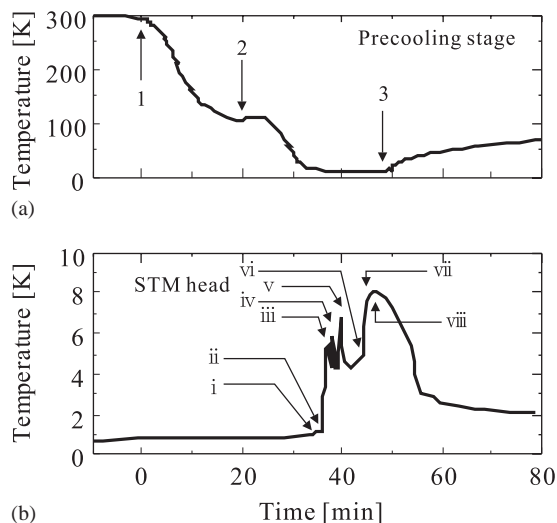 Temperature [K]
300
200
100
0
Precooling stage
1
2
3
(a)
Temperature [K]
10
8
6
4
2
0
STM head
vi
v
iv
iii
ii
i
vii
viii
0
20
40
60
80
Time [min]
(b)